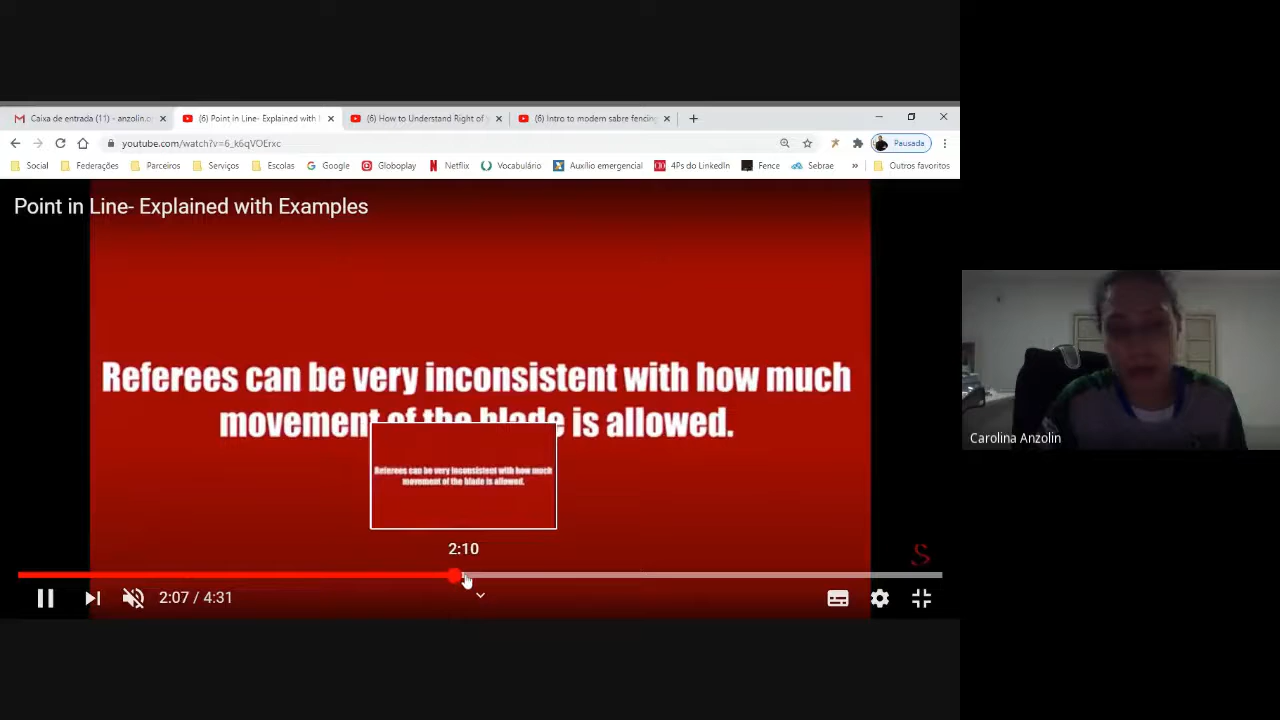 Caixa de entrada (11) - anzolin.o
(6) Point in Line- Explained with
(6) How to Understand Right of
(6) Intro to modern sabre fencing
youtube.com/watch?v=6_k6qVOErxc
Pausada
Social
Federações
Parceiros
Serviços
Escolas
Google
Globoplay
Netflix
Vocabulário
Auxílio emergencial
4Ps do LinkedIn
Fence
Sebrae
»
Outros favoritos
Point in Line- Explained with Examples
Referees can be very inconsistent with how much
movement of the blade is allowed.
Referees can be very inconsistent with how much
movement of the blade is allowed.
2:10
S
2:07 / 4:31
Carolina Anzolin